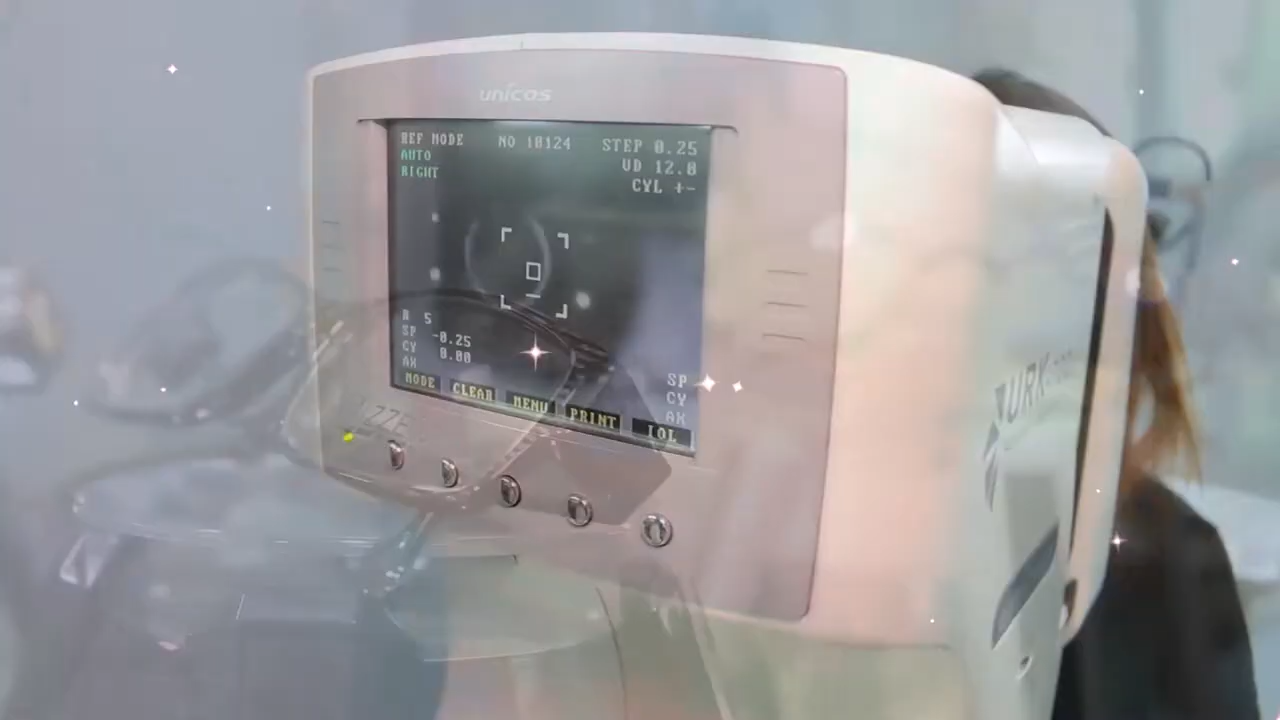 unicos
REF MODE NO 10124 STEP 0.25
AUTO VD 12.0
RIGHT CYL +-
R 5
SP -0.25
CY 0.00
AX
SP
CY
AX
MODE CLEAR MENU PRINT IOL
URK